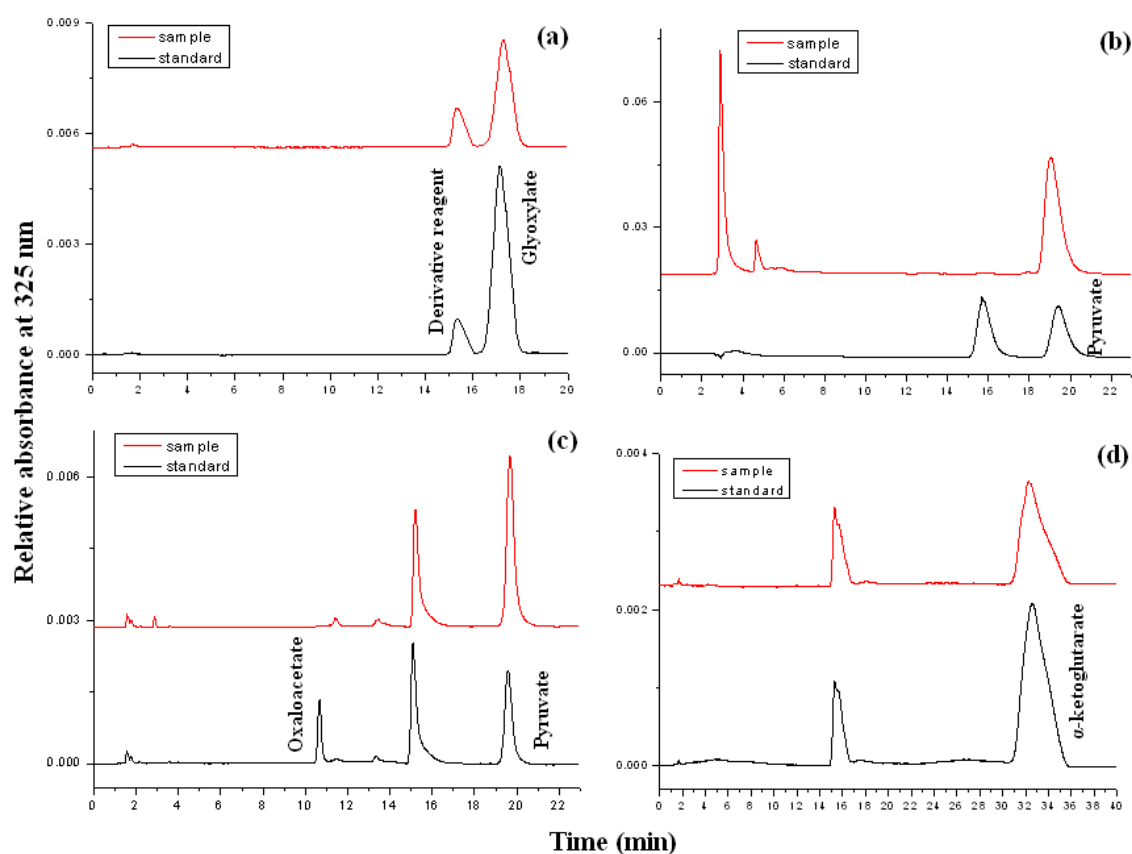 Relative absorbance at 325 nm
(a)
sample
standard
0.009
0.006
0.003
0.000
Derivative reagent
Glyoxylate
0 2 4 6 8 10 12 14 16 18 20
(b)
sample
standard
0.06
0.03
0.00
Pyruvate
0 2 4 6 8 10 12 14 16 18 20 22
(c)
sample
standard
0.006
0.003
0.000
Oxaloacetate
Pyruvate
0 2 4 6 8 10 12 14 16 18 20 22
(d)
sample
standard
0.004
0.002
0.000
α-ketoglutarate
0 2 4 6 8 10 12 14 16 18 20 22 24 26 28 30 32 34 36 38 40
Time (min)